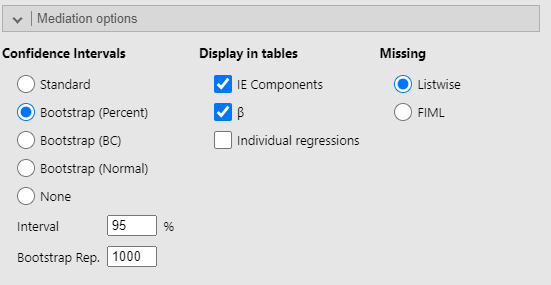 Mediation options
Confidence Intervals Display in tables Missing
Standard IE Components Listwise
Bootstrap (Percent) β FIML
Bootstrap (BC) Individual regressions
Bootstrap (Normal)
None
Interval 95 %
Bootstrap Rep. 1000